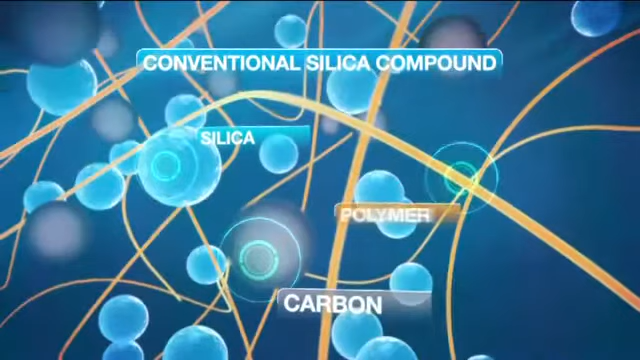 CONVENTIONAL SILICA COMPOUND
SILICA
POLYMER
CARBON